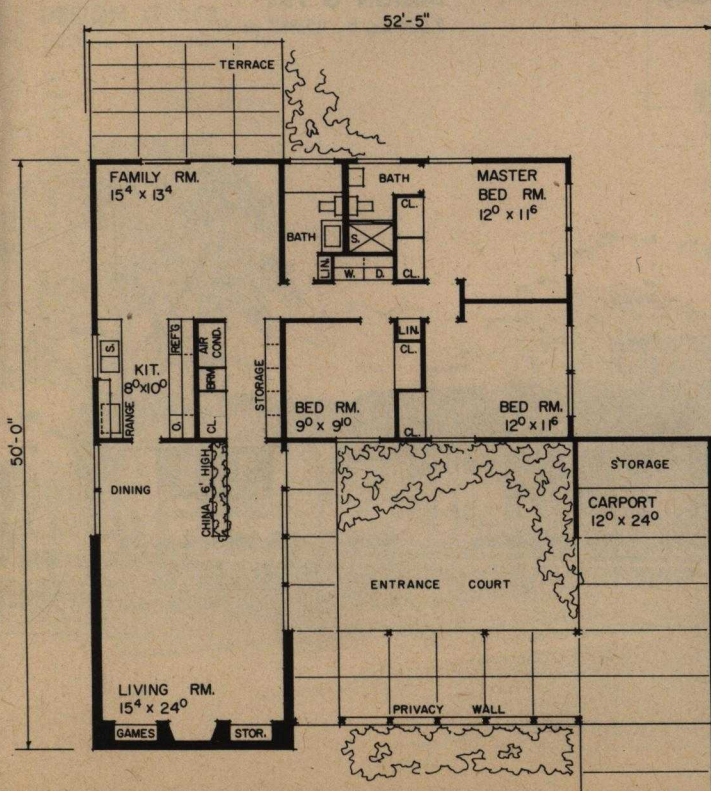 52'-5"
TERRACE
FAMILY RM.
15⁴ x 13⁴
BATH
MASTER
BED RM.
12⁰ x 11⁶
CL.
BATH
S.
LIN.
W. D.
CL.
50'-0"
S.
KIT.
8⁰x10⁰
RANGE
REF'G
O.
AIR
COND.
BRM
CL.
STORAGE
BED RM.
9⁰ x 9¹⁰
LIN.
CL.
CL.
BED RM.
12⁰ x 11⁶
DINING
CHINA 6' HIGH
STORAGE
CARPORT
12⁰ x 24⁰
ENTRANCE COURT
LIVING RM.
15⁴ x 24⁰
PRIVACY WALL
GAMES
STOR.